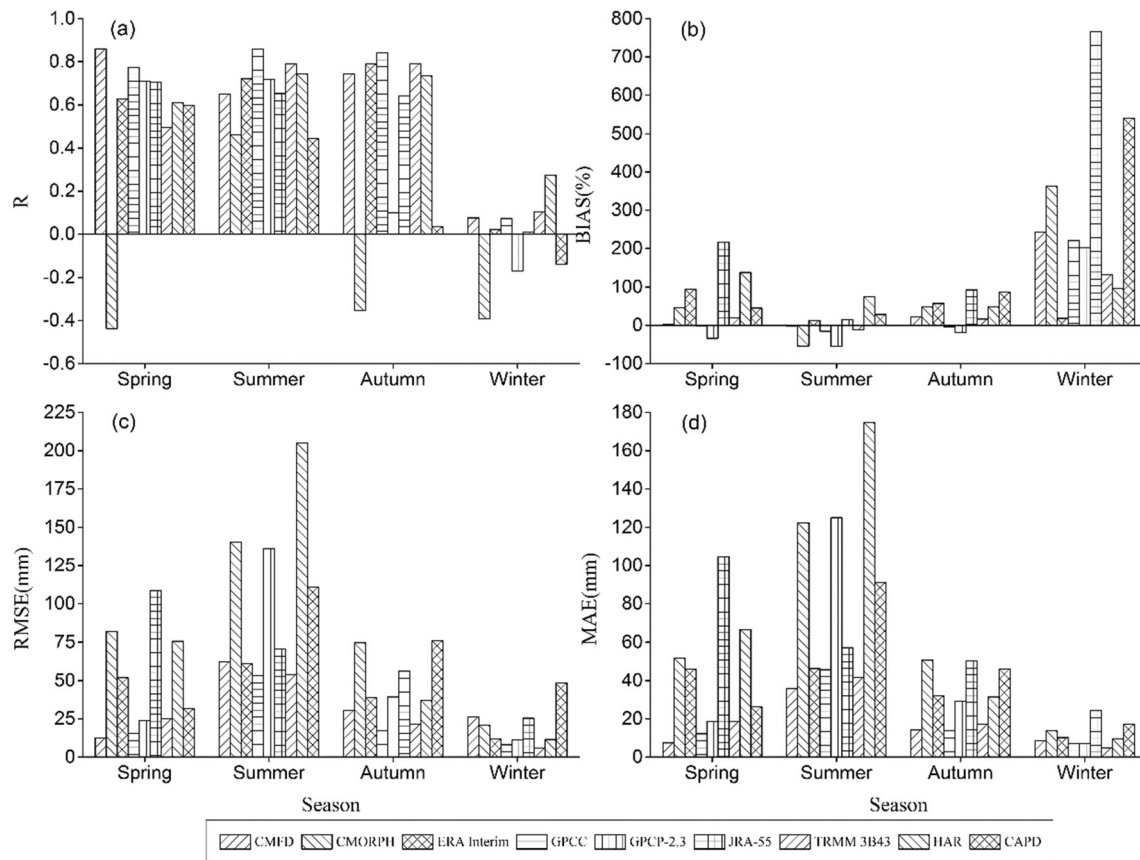 1.0
0.8
0.6
0.4
0.2
0.0
-0.2
-0.4
-0.6
R
(a)
Spring Summer Autumn Winter
800
700
600
500
400
300
200
100
0
-100
BIAS(%)
(b)
Spring Summer Autumn Winter
225
200
175
150
125
100
75
50
25
0
RMSE(mm)
(c)
Spring Summer Autumn Winter
Season
180
160
140
120
100
80
60
40
20
0
MAE(mm)
(d)
Spring Summer Autumn Winter
Season
CMFD CMORPH ERA Interim GPCC GPCP-2.3 JRA-55 TRMM 3B43 HAR CAPD